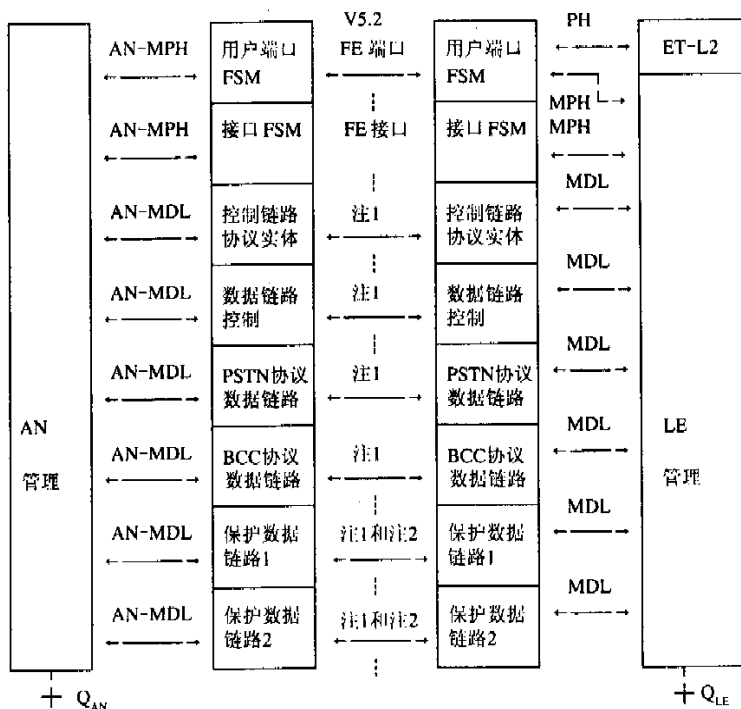 V5.2
PH
AN-MPH
用户端口
FSM
FE 端口
用户端口
FSM
ET-L2
MPH
AN-MPH
接口 FSM
FE 接口
接口 FSM
MPH
AN-MDL
控制链路
协议实体
注1
控制链路
协议实体
MDL
AN-MDL
数据链路
控制
注1
数据链路
控制
MDL
AN-MDL
PSTN协议
数据链路
注1
PSTN协议
数据链路
MDL
AN
管理
AN-MDL
BCC协议
数据链路
注1
BCC协议
数据链路
MDL
LE
管理
AN-MDL
保护数据
链路1
注1和注2
保护数据
链路1
MDL
AN-MDL
保护数据
链路2
注1和注2
保护数据
链路2
MDL
Q_AN
Q_LE